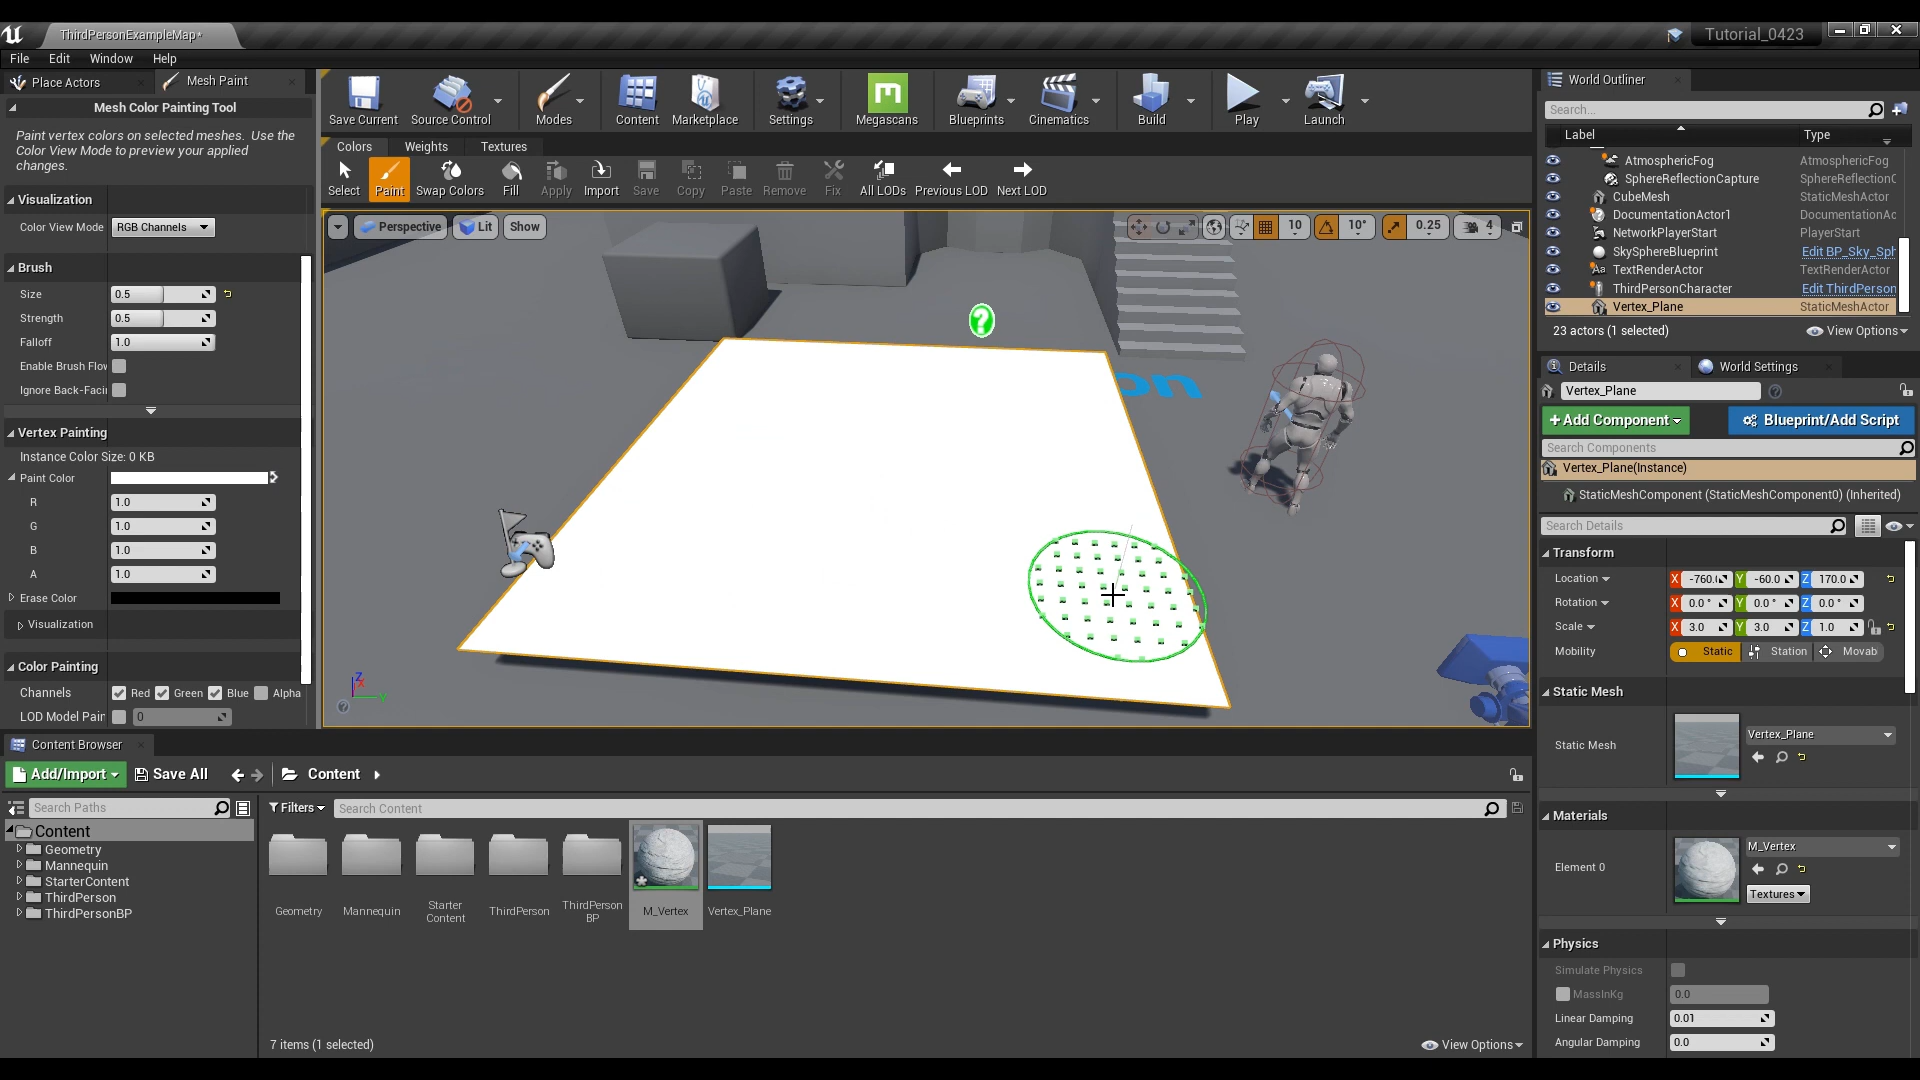 ThirdPersonExampleMap*
Tutorial_0423
File Edit Window Help
Place Actors
Mesh Paint
Mesh Color Painting Tool
Paint vertex colors on selected meshes. Use the
Color View Mode to preview your applied
changes.
Visualization
Color View Mode RGB Channels
Brush
Size 0.5
Strength 0.5
Falloff 1.0
Enable Brush Flow
Ignore Back-Facin
Vertex Painting
Instance Color Size: 0 KB
Paint Color
R 1.0
G 1.0
B 1.0
A 1.0
Erase Color
Visualization
Color Painting
Channels Red Green Blue Alpha
LOD Model Pain 0
Save Current Source Control Modes Content Marketplace Settings Megascans Blueprints Cinematics Build Play Launch
Colors Weights Textures
Select Paint Swap Colors Fill Apply Import Save Copy Paste Remove Fix All LODs Previous LOD Next LOD
Perspective Lit Show 10 10° 0.25 4
on
Z
Y
World Outliner
Search...
Label Type
AtmosphericFog AtmosphericFog
SphereReflectionCapture SphereReflectionC
CubeMesh StaticMeshActor
DocumentationActor1 DocumentationAc
NetworkPlayerStart PlayerStart
SkySphereBlueprint Edit BP_Sky_Sph
TextRenderActor TextRenderActor
ThirdPersonCharacter Edit ThirdPerson
Vertex_Plane StaticMeshActor
23 actors (1 selected) View Options
Details World Settings
Vertex_Plane
+Add Component Blueprint/Add Script
Search Components
Vertex_Plane(Instance)
StaticMeshComponent (StaticMeshComponent0) (Inherited)
Search Details
Transform
Location X -760.( Y -60.0 Z 170.0
Rotation X 0.0 ° Y 0.0 ° Z 0.0 °
Scale X 3.0 Y 3.0 Z 1.0
Mobility Static Station Movab
Static Mesh
Static Mesh Vertex_Plane
Materials
Element 0 M_Vertex
Textures
Physics
Simulate Physics
MassInKg 0.0
Linear Damping 0.01
Angular Damping 0.0
Content Browser
Add/Import Save All Content
Search Paths
Filters Search Content
Content
Geometry
Mannequin
StarterContent
ThirdPerson
ThirdPersonBP
Geometry
Mannequin
Starter
Content
ThirdPerson
ThirdPerson
BP
M_Vertex
Vertex_Plane
7 items (1 selected)
View Options